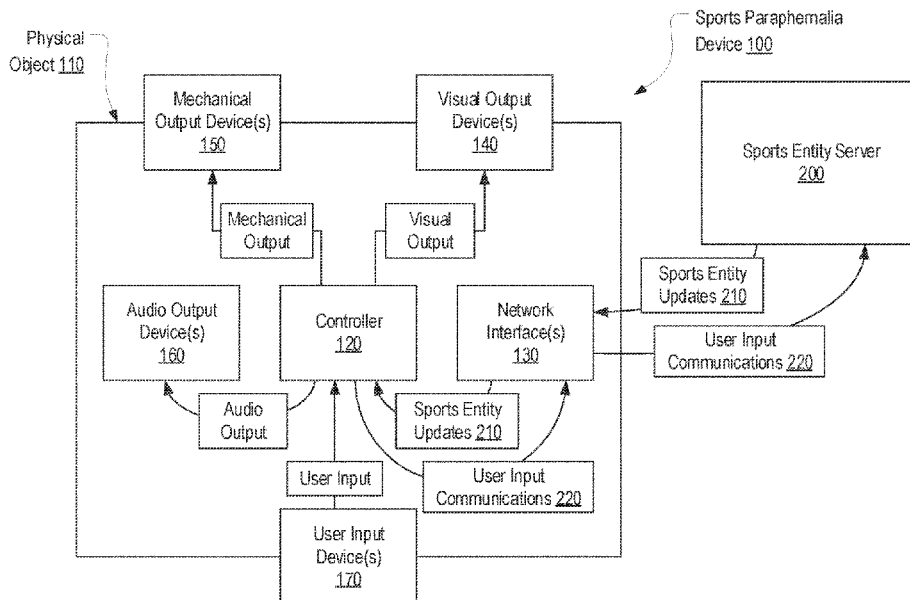 Sports Paraphernalia
Device 100
Physical
Object 110
Mechanical
Output Device(s)
150
Visual Output
Device(s)
140
Sports Entity Server
200
Mechanical
Output
Visual
Output
Sports Entity
Updates 210
Audio Output
Device(s)
160
Controller
120
Network
Interface(s)
130
User Input
Communications 220
Audio
Output
Sports Entity
Updates 210
User Input
User Input
Communications 220
User Input
Device(s)
170